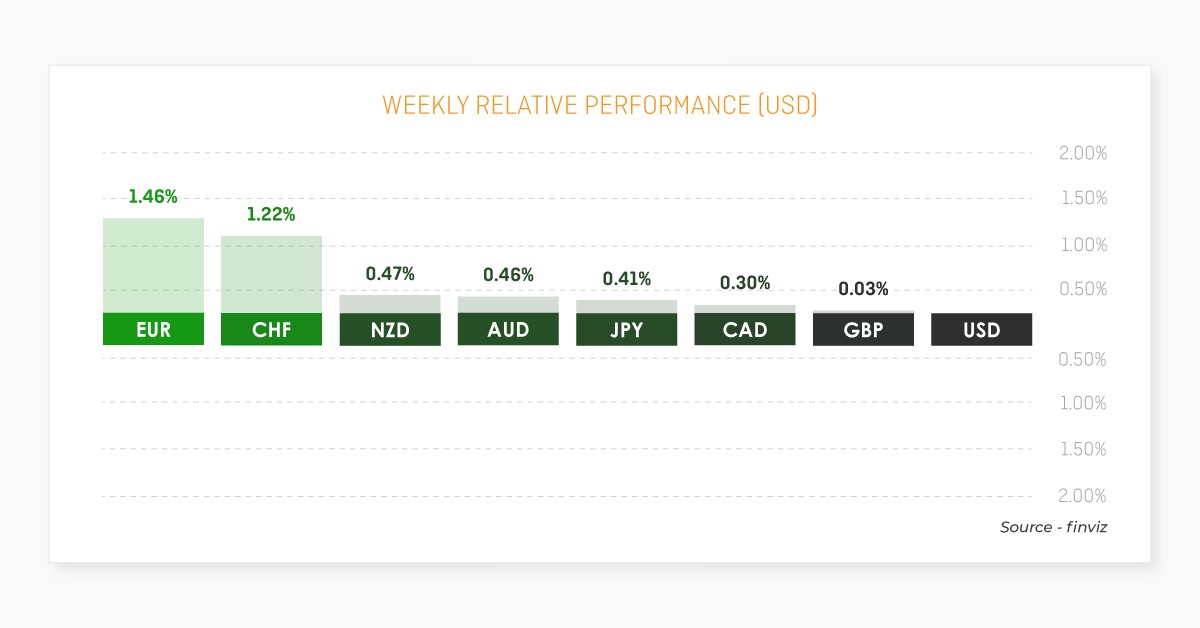 WEEKLY RELATIVE PERFORMANCE (USD)
2.00%
1.50%
1.00%
0.50%
1.46%
1.22%
0.47%
0.46%
0.41%
0.30%
0.03%
EUR
CHF
NZD
AUD
JPY
CAD
GBP
USD
0.50%
1.00%
1.50%
2.00%
Source - finviz